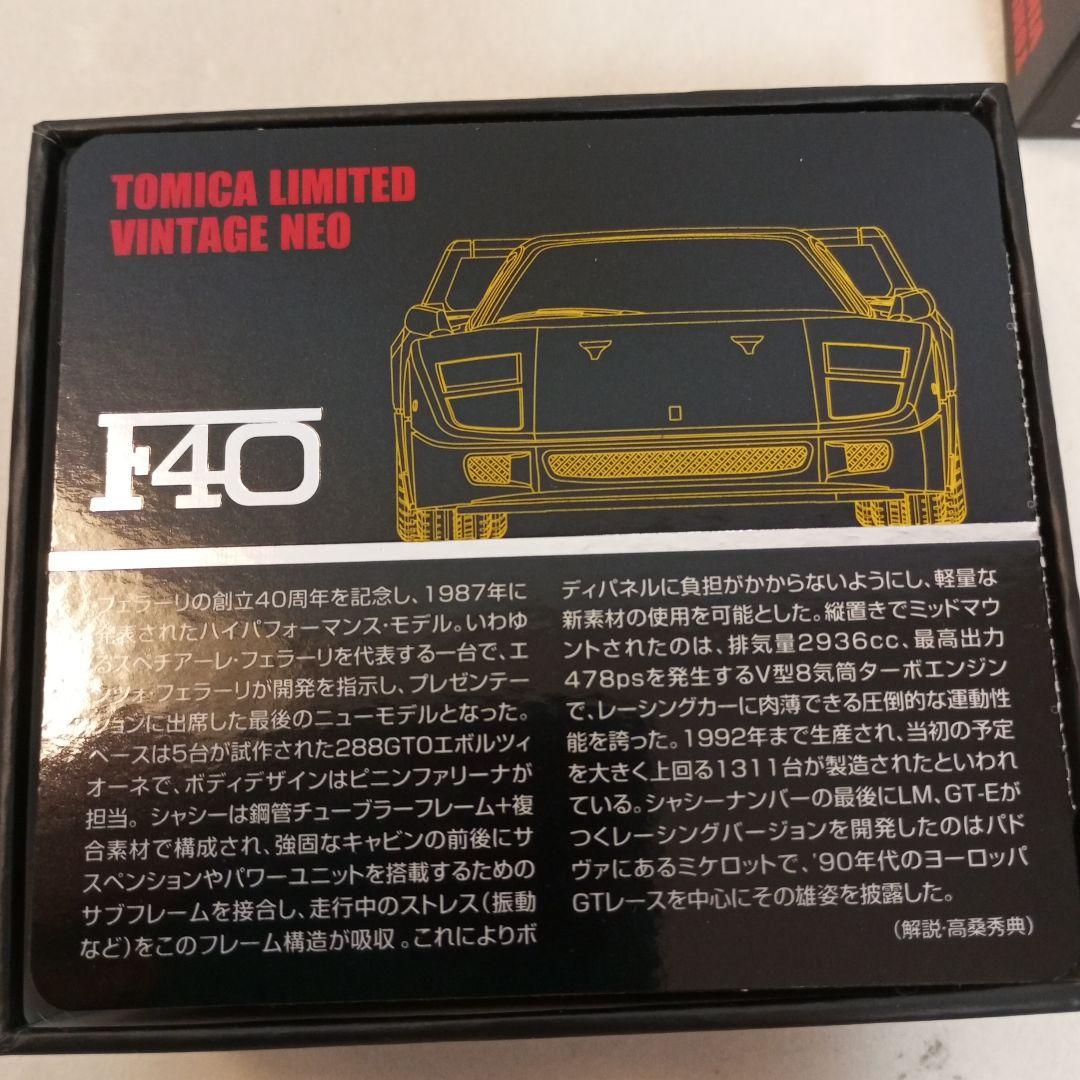 TOMICA LIMITED
VINTAGE NEO
F40
フェラーリの創立40周年を記念し、1987年に
発表されたハイパフォーマンス・モデル。いわゆ
るスペチアーレ・フェラーリを代表する一台で、エ
ンツォ・フェラーリが開発を指示し、プレゼンテー
ションに出席した最後のニューモデルとなった。
ベースは5台が試作された288GTOエボルツィ
オーネで、ボディデザインはピニンファリーナが
担当。シャシーは鋼管チューブラーフレーム+複
合素材で構成され、強固なキャビンの前後にサ
スペンションやパワーユニットを搭載するための
サブフレームを接合し、走行中のストレス(振動
など)をこのフレーム構造が吸収。これによりボ
ディパネルに負担がかからないようにし、軽量な
新素材の使用を可能とした。縦置きでミッドマウ
ントされたのは、排気量2936cc、最高出力
478psを発生するV型8気筒ターボエンジン
で、レーシングカーに肉薄できる圧倒的な運動性
能を誇った。1992年まで生産され、当初の予定
を大きく上回る1311台が製造されたといわれ
ている。シャシーナンバーの最後にLM、GT-Eが
つくレーシングバージョンを開発したのはパド
ヴァにあるミケロットで、'90年代のヨーロッパ
GTレースを中心にその雄姿を披露した。
(解説・高桑秀典)